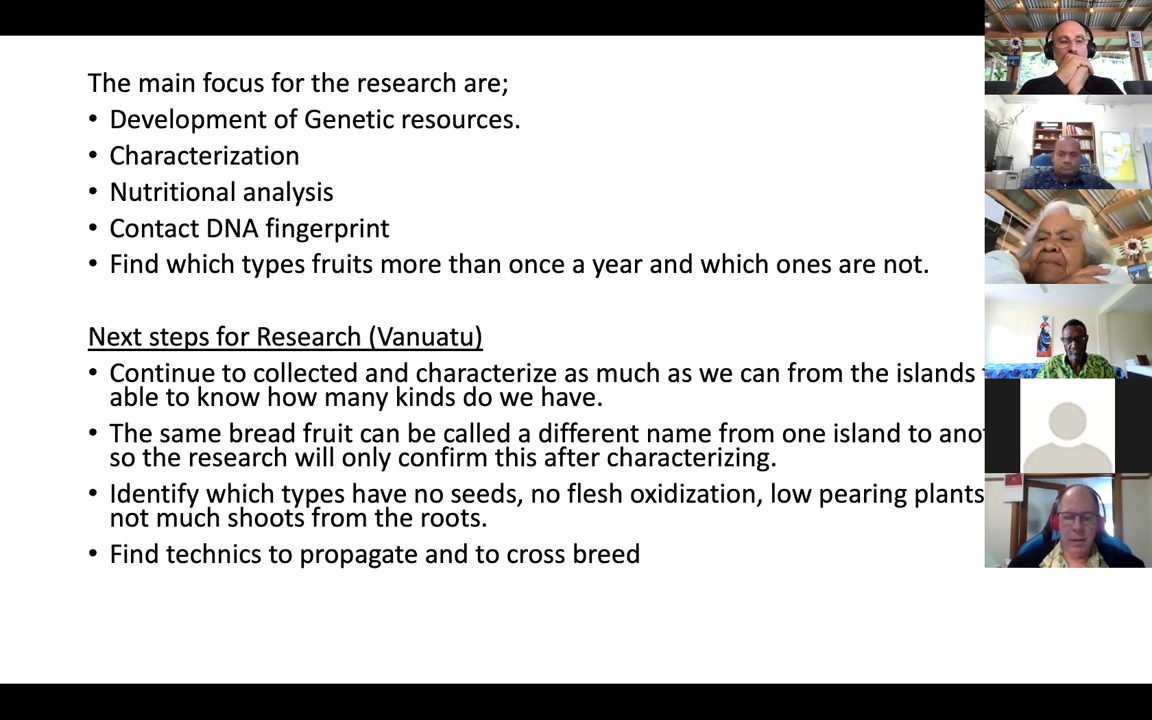 The main focus for the research are;
• Development of Genetic resources.
• Characterization
• Nutritional analysis
• Contact DNA fingerprint
• Find which types fruits more than once a year and which ones are not.
Next steps for Research (Vanuatu)
• Continue to collected and characterize as much as we can from the islands
able to know how many kinds do we have.
• The same bread fruit can be called a different name from one island to
so the research will only confirm this after characterizing.
• Identify which types have no seeds, no flesh oxidization, low pearing plants
not much shoots from the roots.
• Find technics to propagate and to cross breed